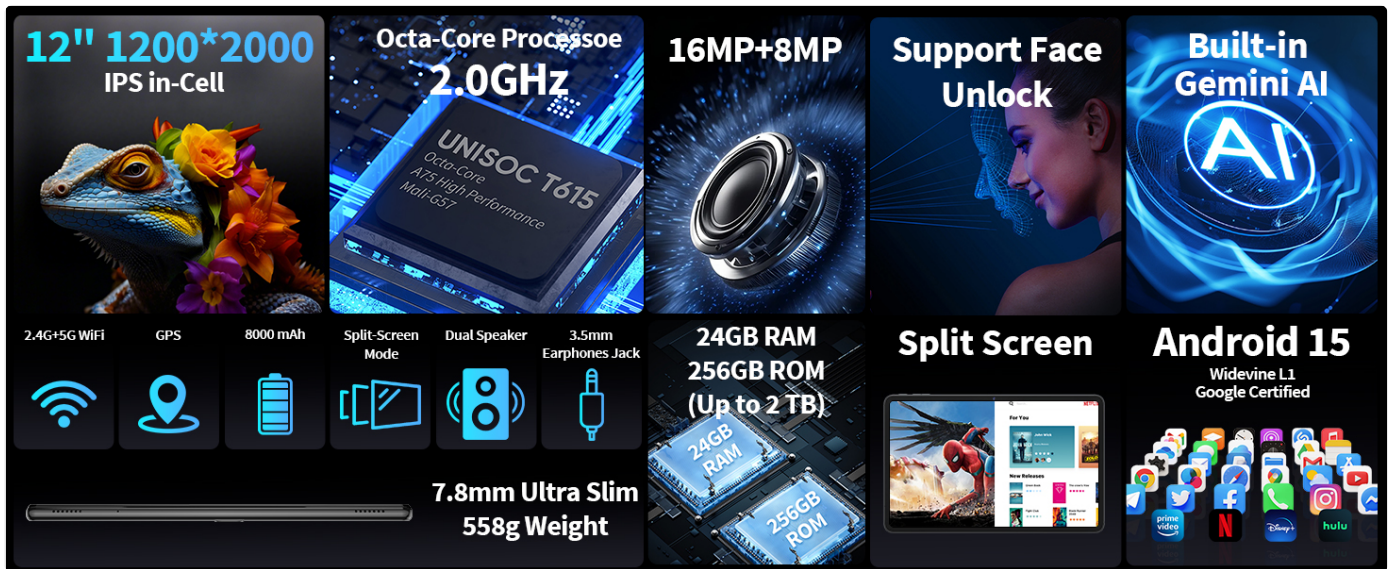 12" 1200*2000
IPS in-Cell
Octa-Core Processoe
2.0GHz
UNISOC T615
Octa-Core
A75 High Performance
Mali-G57
16MP+8MP
Support Face
Unlock
Built-in
Gemini AI
AI
2.4G+5G WiFi
GPS
8000 mAh
Split-Screen
Mode
Dual Speaker
3.5mm
Earphones Jack
7.8mm Ultra Slim
558g Weight
24GB RAM
256GB ROM
(Up to 2 TB)
24GB
RAM
256GB
ROM
Split Screen
For You
New Releases
Android 15
Widevine L1
Google Certified
prime
video
N
Disney+
hulu